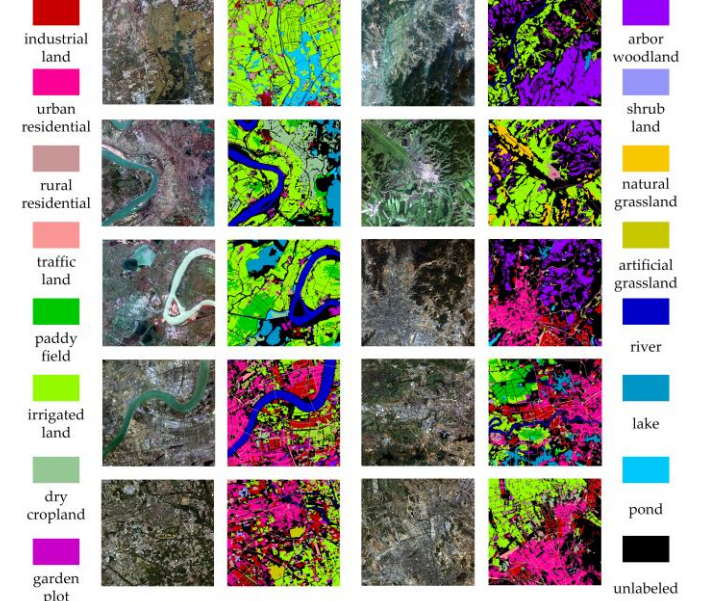 industrial
land
urban
residential
rural
residential
traffic
land
paddy
field
irrigated
land
dry
cropland
garden
plot
arbor
woodland
shrub
land
natural
grassland
artificial
grassland
river
lake
pond
unlabeled